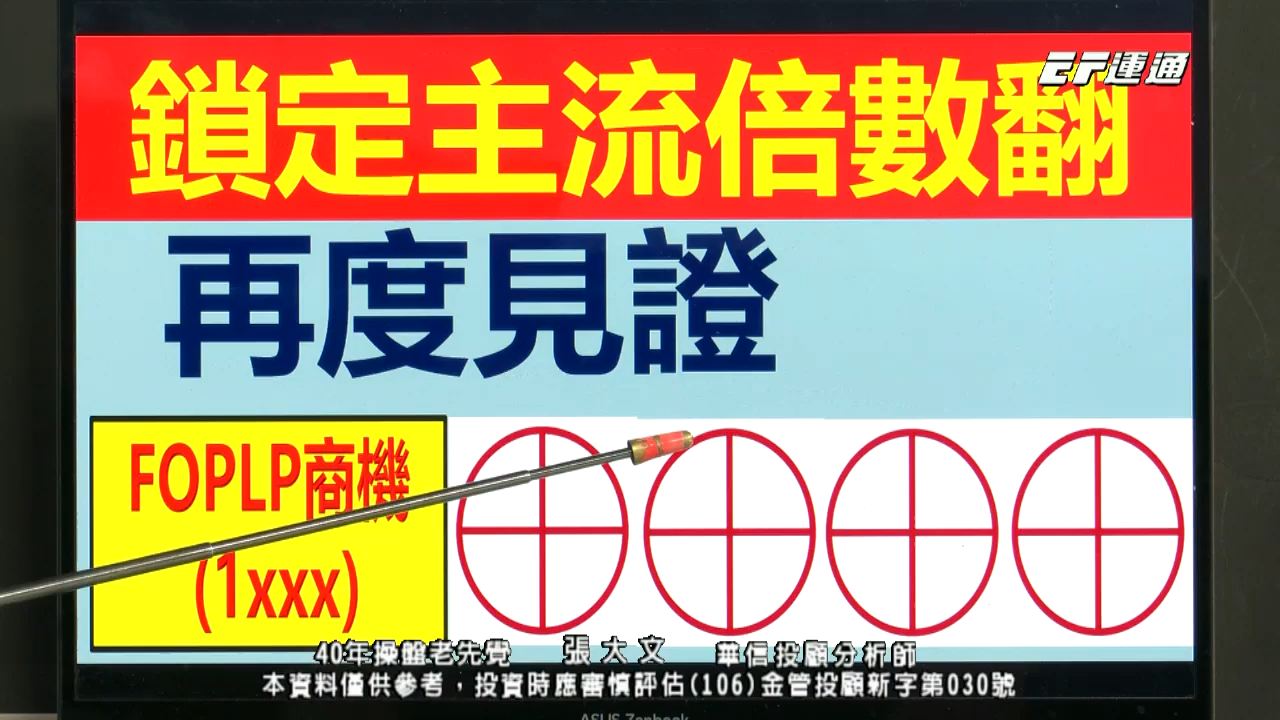 EF運通
鎖定主流倍數翻
再度見證
FOPLP商機
(1xxx)
40年操盤老先覺 張太文 華信投顧分析師
本資料僅供參考，投資時應審慎評估(106)金管投顧新字第030號
ASUS Zenbook